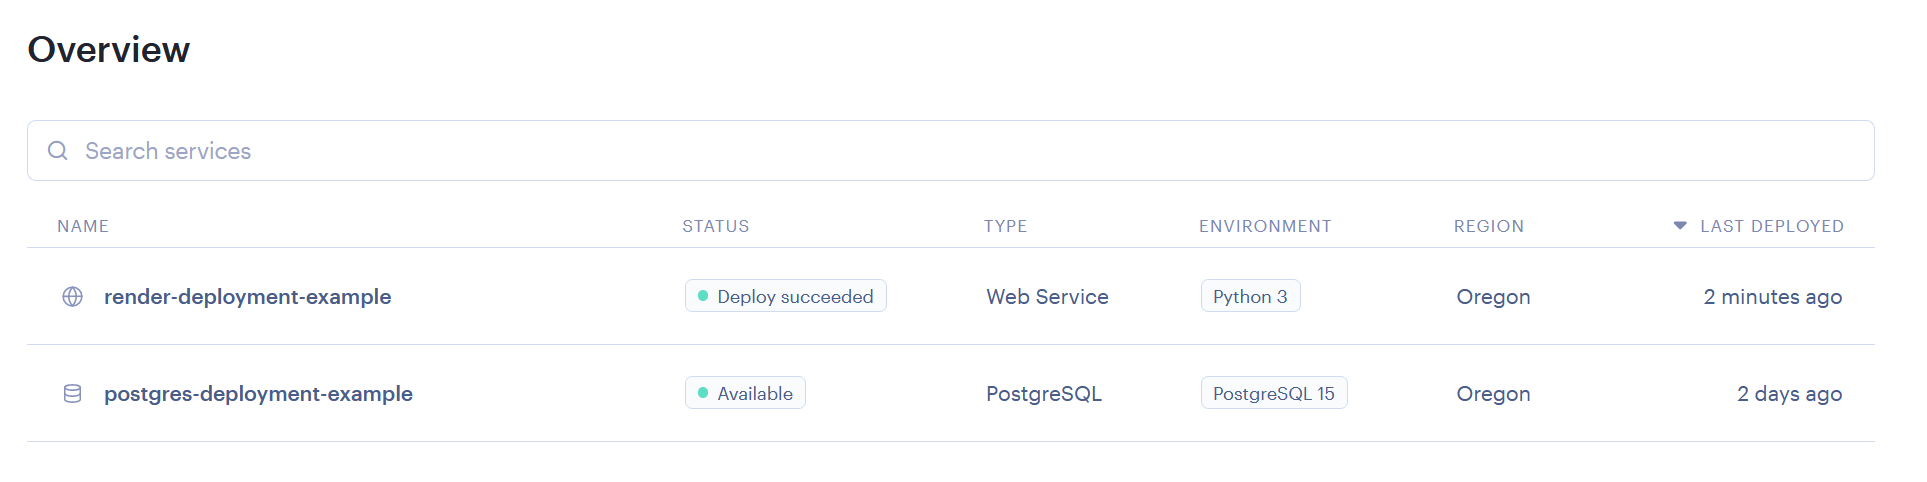 Overview
Search services
NAME STATUS TYPE ENVIRONMENT REGION LAST DEPLOYED
render-deployment-example Deploy succeeded Web Service Python 3 Oregon 2 minutes ago
postgres-deployment-example Available PostgreSQL PostgreSQL 15 Oregon 2 days ago